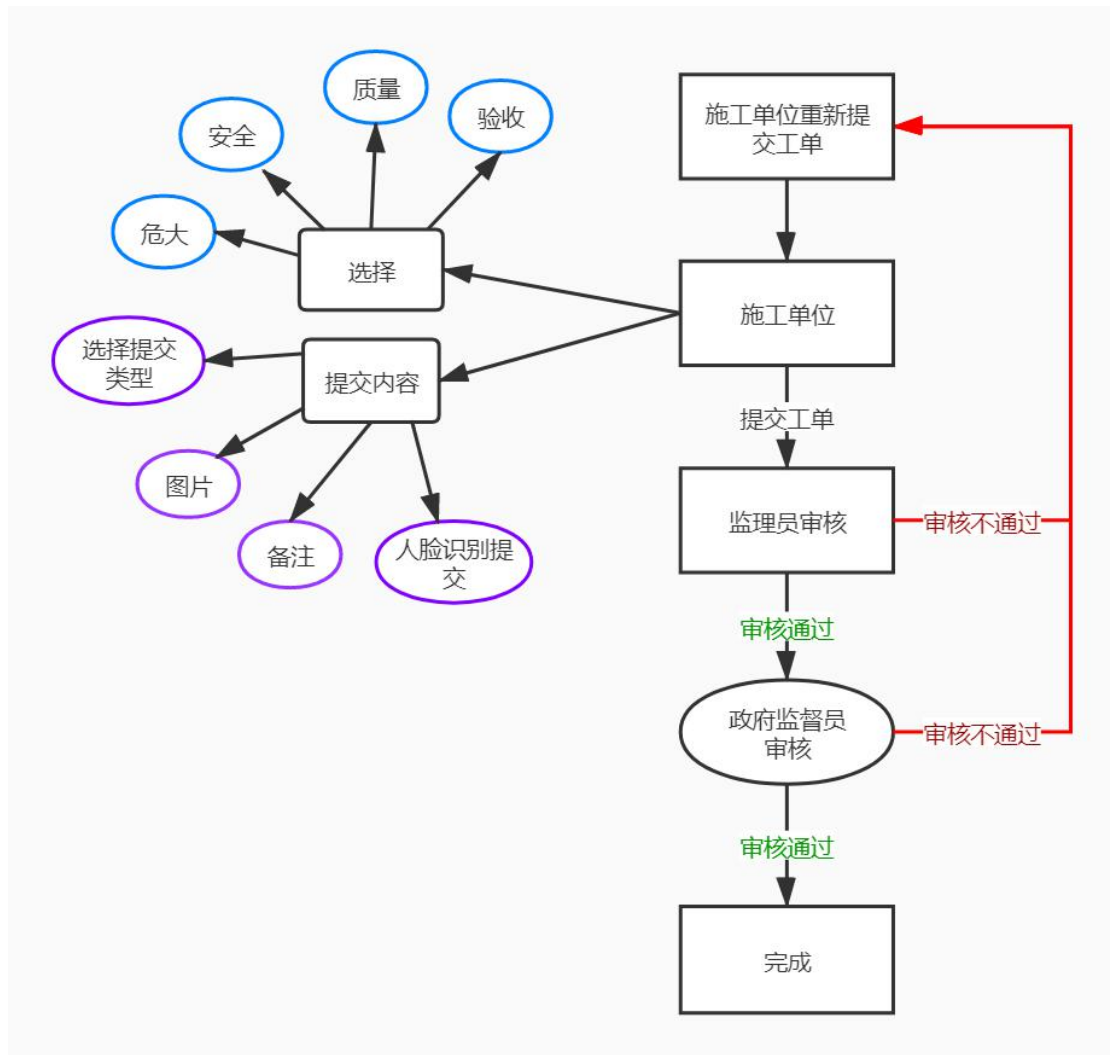 质量
验收
安全
危大
选择
选择提交
类型
提交内容
图片
备注
人脸识别提
交
施工单位重新提
交工单
施工单位
提交工单
监理员审核
审核不通过
审核通过
政府监督员
审核
审核不通过
审核通过
完成